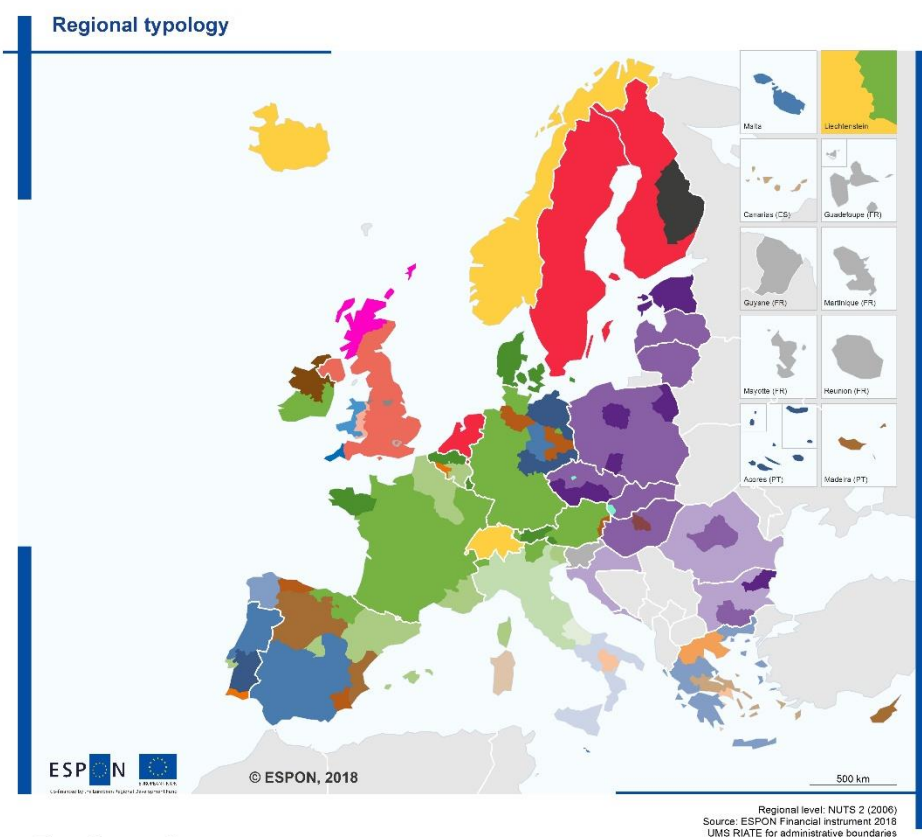 Regional typology
Malta
Liechtenstein
Canarias (ES)
Guadeloupe (FR)
Guyane (FR)
Martinique (FR)
Mayotte (FR)
Reunion (FR)
Acores (PT)
Madeira (PT)
ESPON
© ESPON, 2018
500 km
Regional level: NUTS 2 (2006)
Source: ESPON Financial instrument 2018
UMS RIATE for administrative boundaries